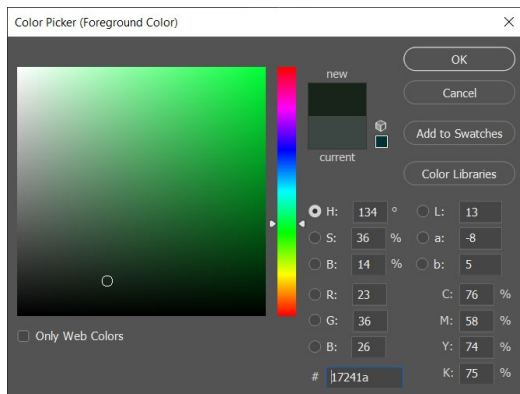 Color Picker (Foreground Color)
new
current
OK
Cancel
Add to Swatches
Color Libraries
H: 134 ° L: 13
S: 36 % a: -8
B: 14 % b: 5
R: 23 C: 76 %
G: 36 M: 58 %
B: 26 Y: 74 %
# 17241a K: 75 %
Only Web Colors